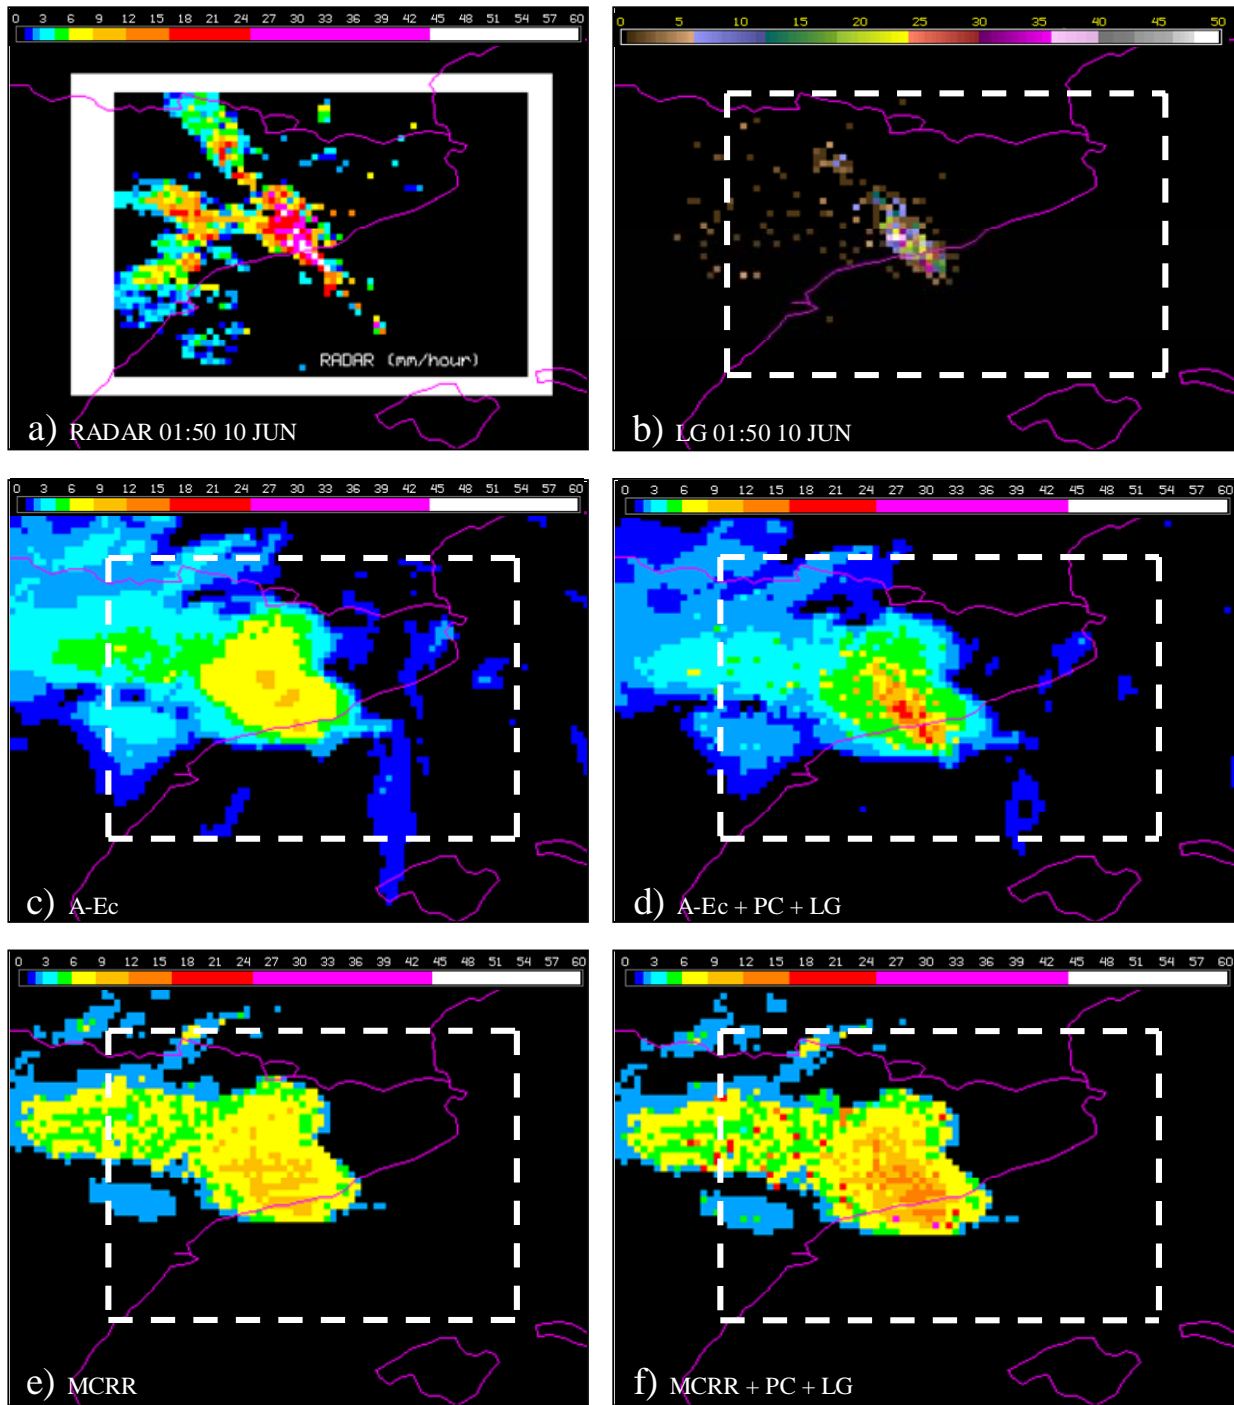 0 3 6 9 12 15 18 21 24 27 30 33 36 39 42 45 48 51 54 57 60
RADAR (mm/hour)
a) RADAR 01:50 10 JUN
0 5 10 15 20 25 30 35 40 45 50
b) LG 01:50 10 JUN
0 3 6 9 12 15 18 21 24 27 30 33 36 39 42 45 48 51 54 57 60
c) A-Ec
0 3 6 9 12 15 18 21 24 27 30 33 36 39 42 45 48 51 54 57 60
d) A-Ec + PC + LG
0 3 6 9 12 15 18 21 24 27 30 33 36 39 42 45 48 51 54 57 60
e) MCRR
0 3 6 9 12 15 18 21 24 27 30 33 36 39 42 45 48 51 54 57 60
f) MCRR + PC + LG